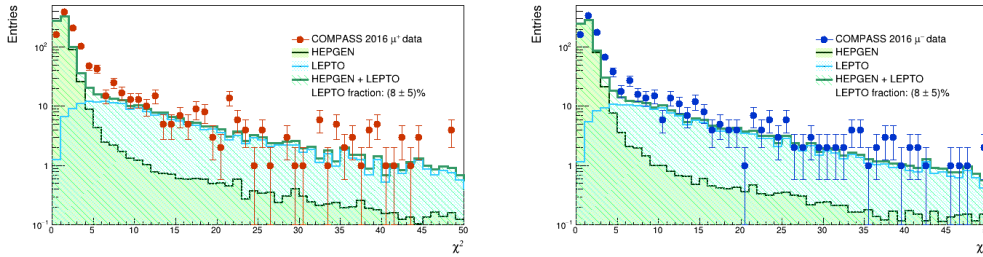 Entries
10²
10
1
10⁻¹
COMPASS 2016 μ⁺ data
HEPGEN
LEPTO
HEPGEN + LEPTO
LEPTO fraction: (8 ± 5)%
0 5 10 15 20 25 30 35 40 45 50
χ²
Entries
10²
10
1
10⁻¹
COMPASS 2016 μ⁻ data
HEPGEN
LEPTO
HEPGEN + LEPTO
LEPTO fraction: (8 ± 5)%
0 5 10 15 20 25 30 35 40 45
χ²